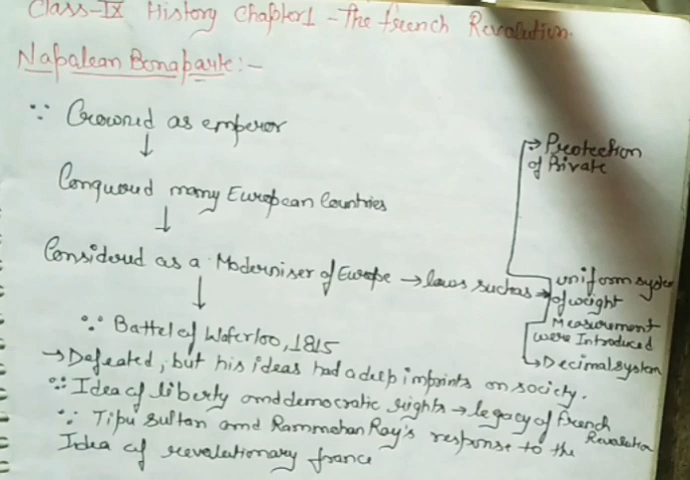 Class-IX History Chapter1 - The French Revolution.
Napalean Bonaparte:-
∵ Crowned as emperor
↓
Conquoud many European Countries
↓
Considered as a Moderniser of Europe → laws such as →
→ Protection
of Private
uniform system
of weight
Measurement
were Introduced
→ Decimal system
↓
∵ Battel of Waterloo, 1815
→ Defeated, but his ideas had a deep imprints on society.
∵ Idea of liberty and democratic rights → legacy of French
Revolution
∵ Tipu Sultan and Rammohan Ray's response to the
Idea of revolutionary france